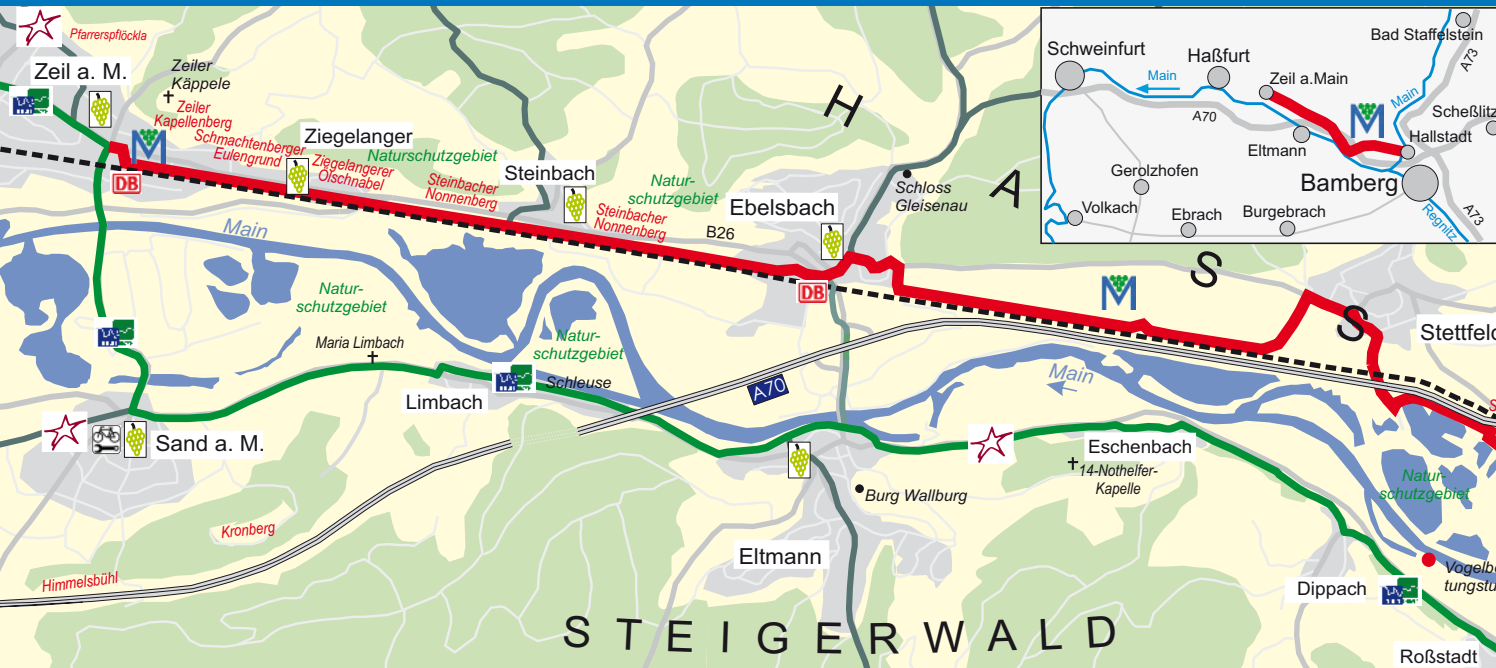 Pfarrerspflöckla
Zeil a. M.
Zeiler
Käppele
Zeiler
Kapellenberg
Schmachtenberger
Eulengrund
M
DB
Ziegelanger
Ziegelangerer
Ölschnabel
Naturschutzgebiet
Steinbach
Steinbacher
Nonnenberg
Steinbacher
Nonnenberg
Natur-
schutzgebiet
Ebelsbach
B26
DB
Schloss
Gleisenau
H
A
S
S
M
Stettfeld
Main
Natur-
schutzgebiet
Maria Limbach
Natur-
schutzgebiet
Schleuse
Limbach
A70
Main
Sand a. M.
Kronberg
Himmelsbühl
Eltmann
Burg Wallburg
Eschenbach
14-Nothelfer-
Kapelle
Natur-
schutzgebiet
Dippach
Roßstadt
STEIGERWALD
Schweinfurt
Haßfurt
Bad Staffelstein
A73
Main
Zeil a.Main
M
Main
Scheßlitz
A70
Hallstadt
Eltmann
Gerolzhofen
Bamberg
Volkach
Ebrach
Burgebrach
Regnitz
A73